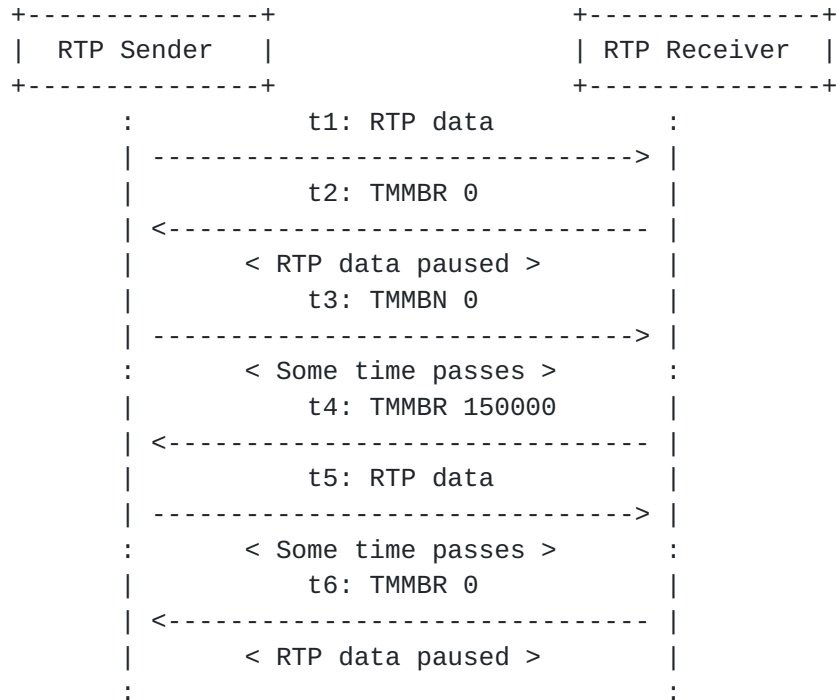 +---------------+                   +---------------+
|  RTP Sender   |                   | RTP Receiver  |
+---------------+                   +---------------+
       :           t1: RTP data           :
       | -------------------------------> |
       |           t2: TMMBR 0            |
       | <------------------------------- |
       |       < RTP data paused >        |
       |           t3: TMMBN 0            |
       | -------------------------------> |
       :       < Some time passes >       :
       |           t4: TMMBR 150000       |
       | <------------------------------- |
       |           t5: RTP data           |
       | -------------------------------> |
       :       < Some time passes >       :
       |           t6: TMMBR 0            |
       | <------------------------------- |
       |       < RTP data paused >        |
       :                                  :